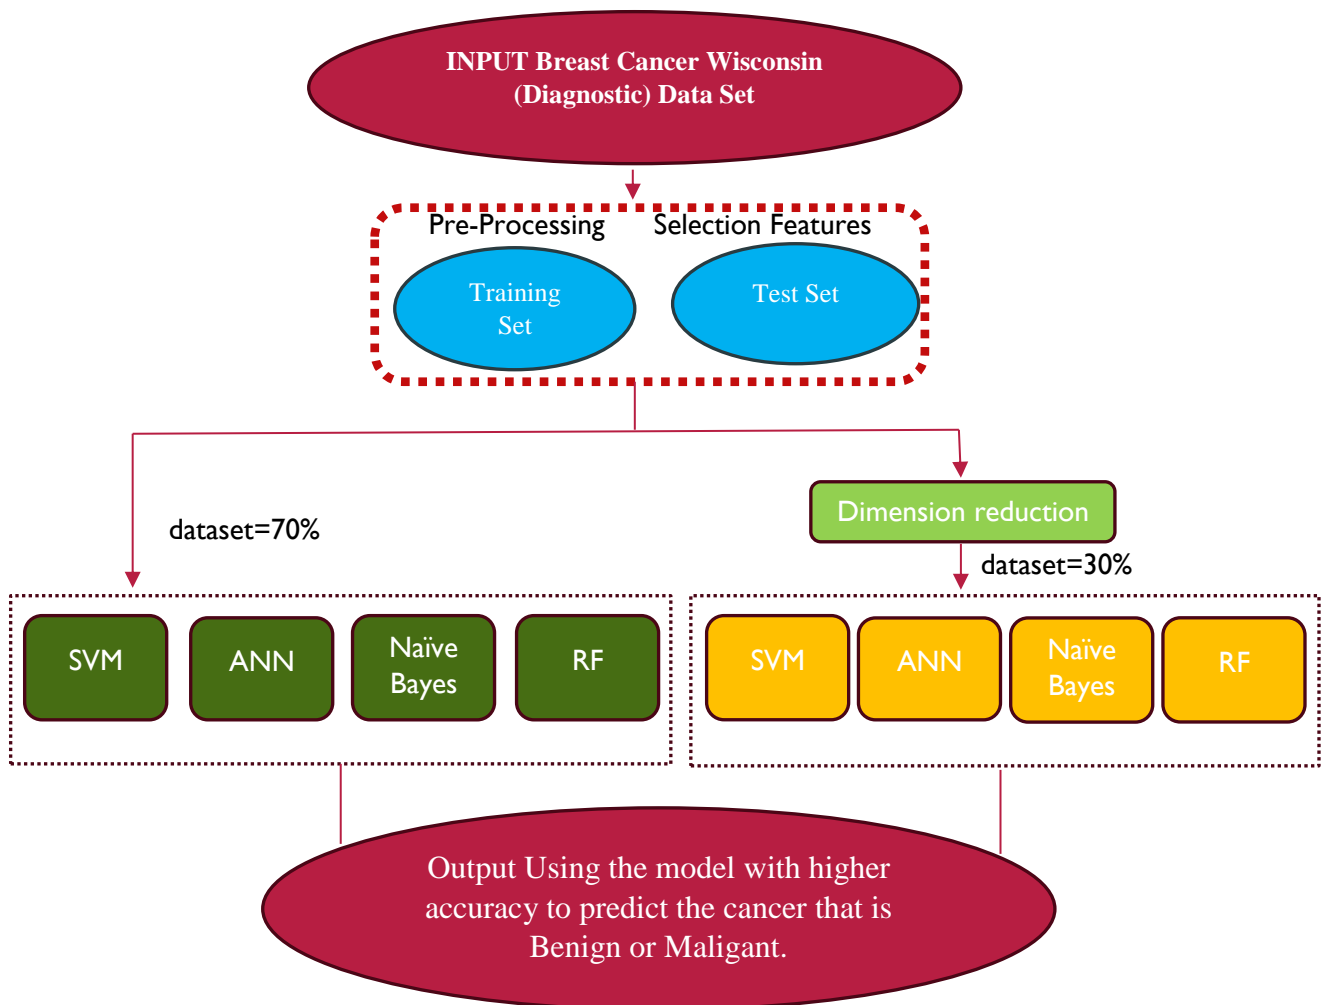 INPUT Breast Cancer Wisconsin
(Diagnostic) Data Set
Pre-Processing
Selection Features
Training
Set
Test Set
Dimension reduction
dataset=70%
dataset=30%
SVM
ANN
Naïve
Bayes
RF
SVM
ANN
Naïve
Bayes
RF
Output Using the model with higher
accuracy to predict the cancer that is
Benign or Maligant.